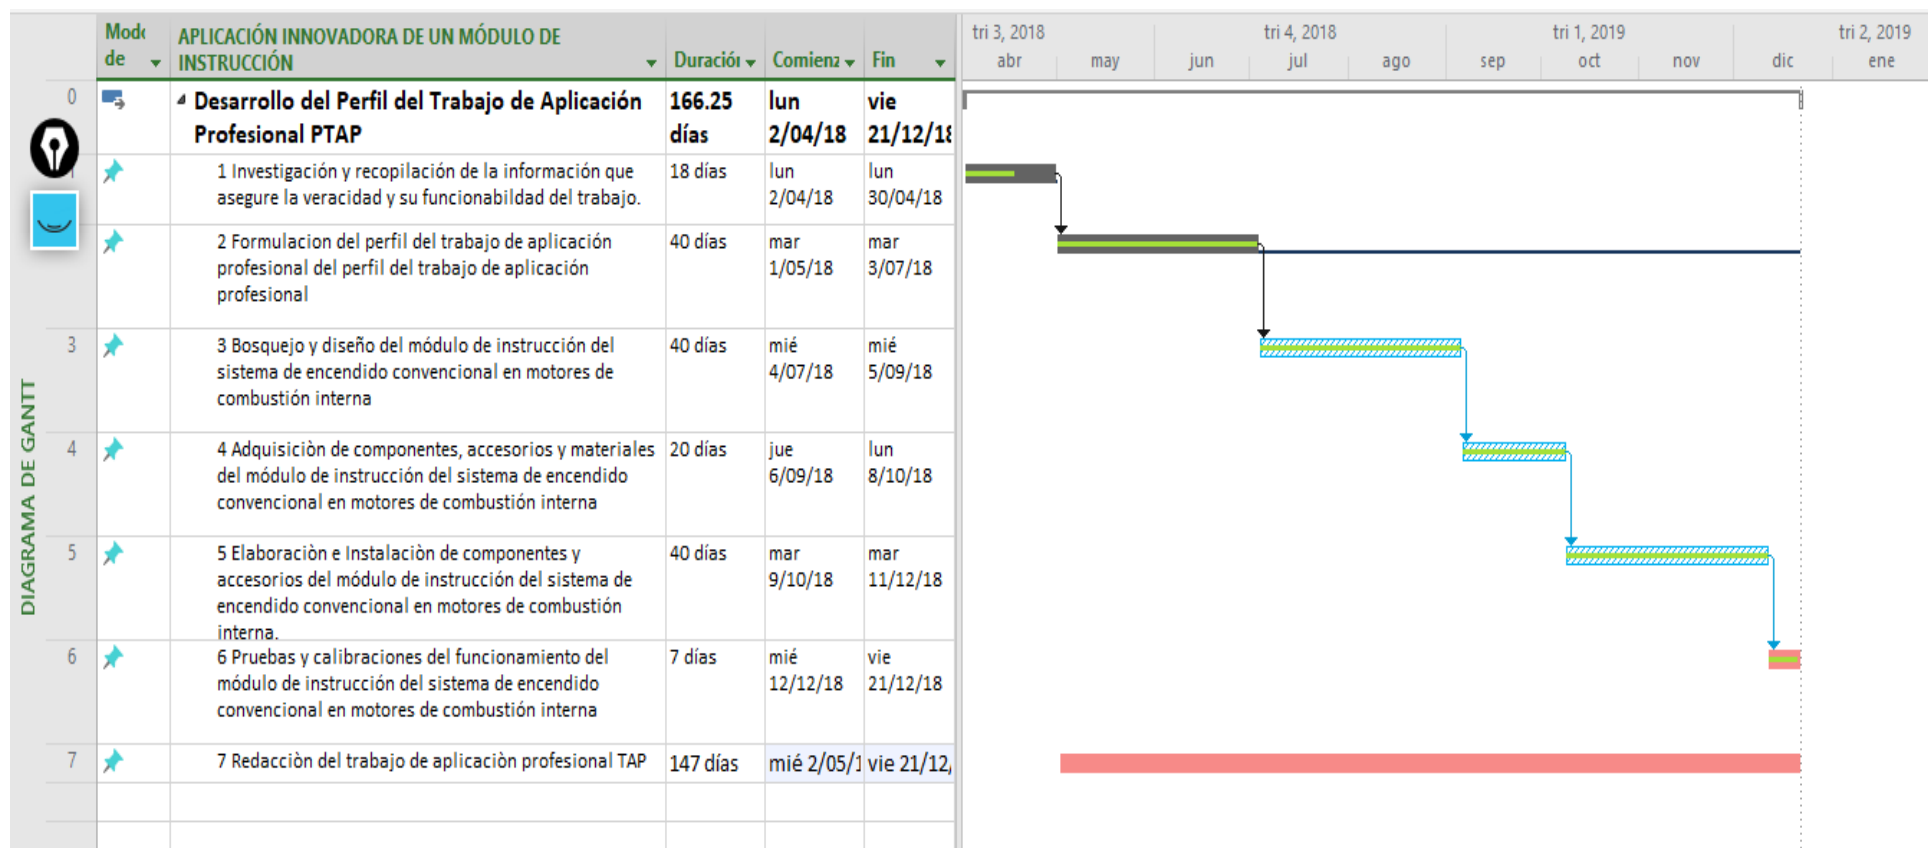 Modo de
APLICACIÓN INNOVADORA DE UN MÓDULO DE
INSTRUCCIÓN
Comienz
Fin
tri 3, 2018
tri 4, 2018
tri 1, 2019
tri 2, 2019
abr
may
jun
jul
ago
sep
oct
nov
dic
ene
DIAGRAMA DE GANTT
0
Desarrollo del Perfil del Trabajo de Aplicación
Profesional PTAP
166.25
días
lun
2/04/18
vie
21/12/18
1 Investigación y recopilación de la información que
asegure la veracidad y su funcionabildad del trabajo.
18 días
lun
2/04/18
lun
30/04/18
2 Formulacion del perfil del trabajo de aplicación
profesional del perfil del trabajo de aplicación
profesional
40 días
mar
1/05/18
mar
3/07/18
3
3 Bosquejo y diseño del módulo de instrucción del
sistema de encendido convencional en motores de
combustión interna
40 días
mié
4/07/18
mié
5/09/18
4
4 Adquisiciòn de componentes, accesorios y materiales
del módulo de instrucción del sistema de encendido
convencional en motores de combustión interna
20 días
jue
6/09/18
lun
8/10/18
5
5 Elaboraciòn e Instalaciòn de componentes y
accesorios del módulo de instrucción del sistema de
encendido convencional en motores de combustión
interna.
40 días
mar
9/10/18
mar
11/12/18
6
6 Pruebas y calibraciones del funcionamiento del
módulo de instrucción del sistema de encendido
convencional en motores de combustión interna
7 días
mié
12/12/18
vie
21/12/18
7
7 Redacciòn del trabajo de aplicaciòn profesional TAP
147 días
mié 2/05/1
vie 21/12/